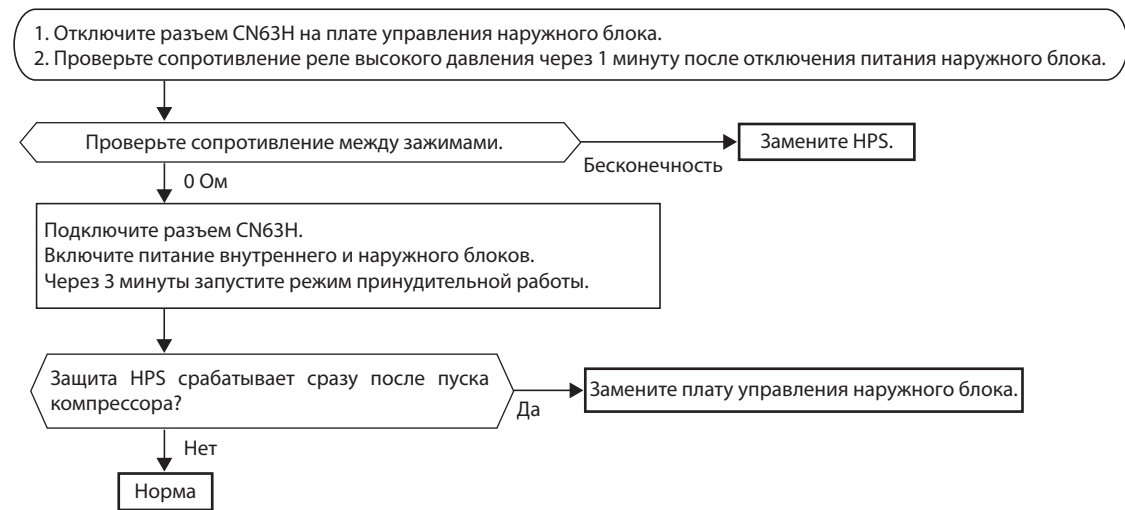 1. Отключите разъем CN63H на плате управления наружного блока.
2. Проверьте сопротивление реле высокого давления через 1 минуту после отключения питания наружного блока.
Проверьте сопротивление между зажимами.
Бесконечность
Замените HPS.
0 Ом
Подключите разъем CN63H.
Включите питание внутреннего и наружного блоков.
Через 3 минуты запустите режим принудительной работы.
Защита HPS срабатывает сразу после пуска
компрессора?
Да
Замените плату управления наружного блока.
Нет
Норма